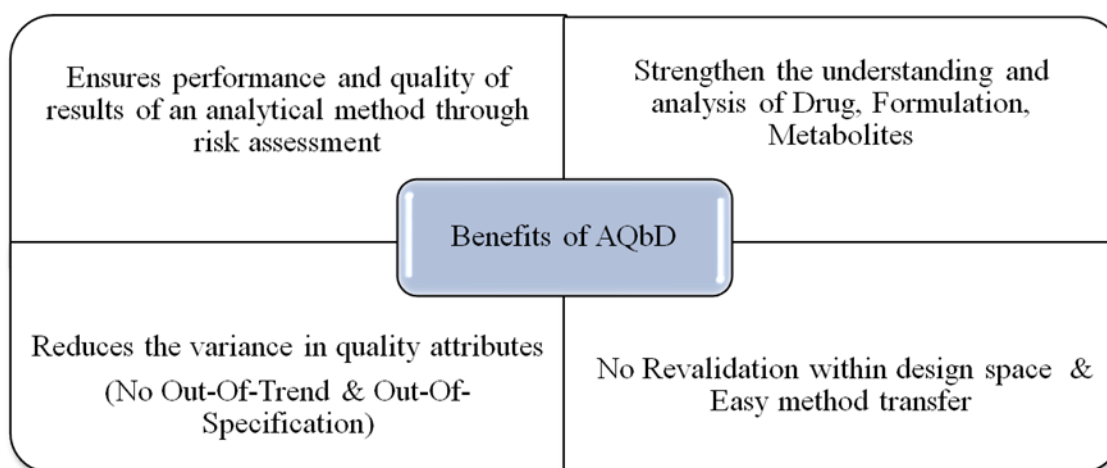 Ensures performance and quality of
results of an analytical method through
risk assessment
Strengthen the understanding and
analysis of Drug, Formulation,
Metabolites
Benefits of AQbD
Reduces the variance in quality attributes
(No Out-Of-Trend & Out-Of-
Specification)
No Revalidation within design space &
Easy method transfer